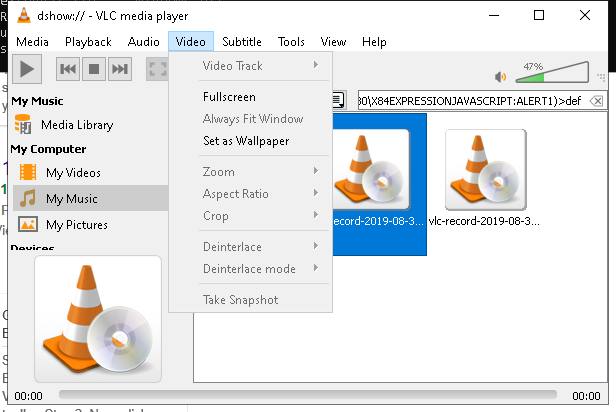 dshow:// - VLC media player
Media Playback Audio Video Subtitle Tools View Help
47%
Video Track
Fullscreen
Always Fit Window
Set as Wallpaper
Zoom
Aspect Ratio
Crop
Deinterlace
Deinterlace mode
Take Snapshot
My Music
Media Library
My Computer
My Videos
My Music
My Pictures
Devices
\X84EXPRESSIONJAVASCRIPT:ALERT1)>def
-record-2019-08-3...
vlc-record-2019-08-3...
00:00 00:00